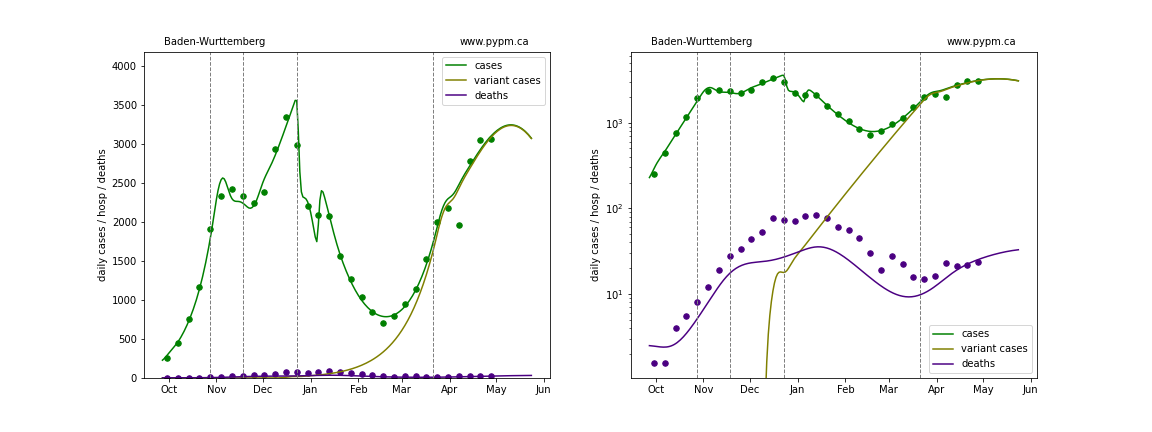 Baden-Wurttemberg www.pypm.ca
daily cases / hosp / deaths
4000
3500
3000
2500
2000
1500
1000
500
0
cases
variant cases
deaths
Oct Nov Dec Jan Feb Mar Apr May Jun
Baden-Wurttemberg www.pypm.ca
daily cases / hosp / deaths
10³
10²
10¹
cases
variant cases
deaths
Oct Nov Dec Jan Feb Mar Apr May Jun